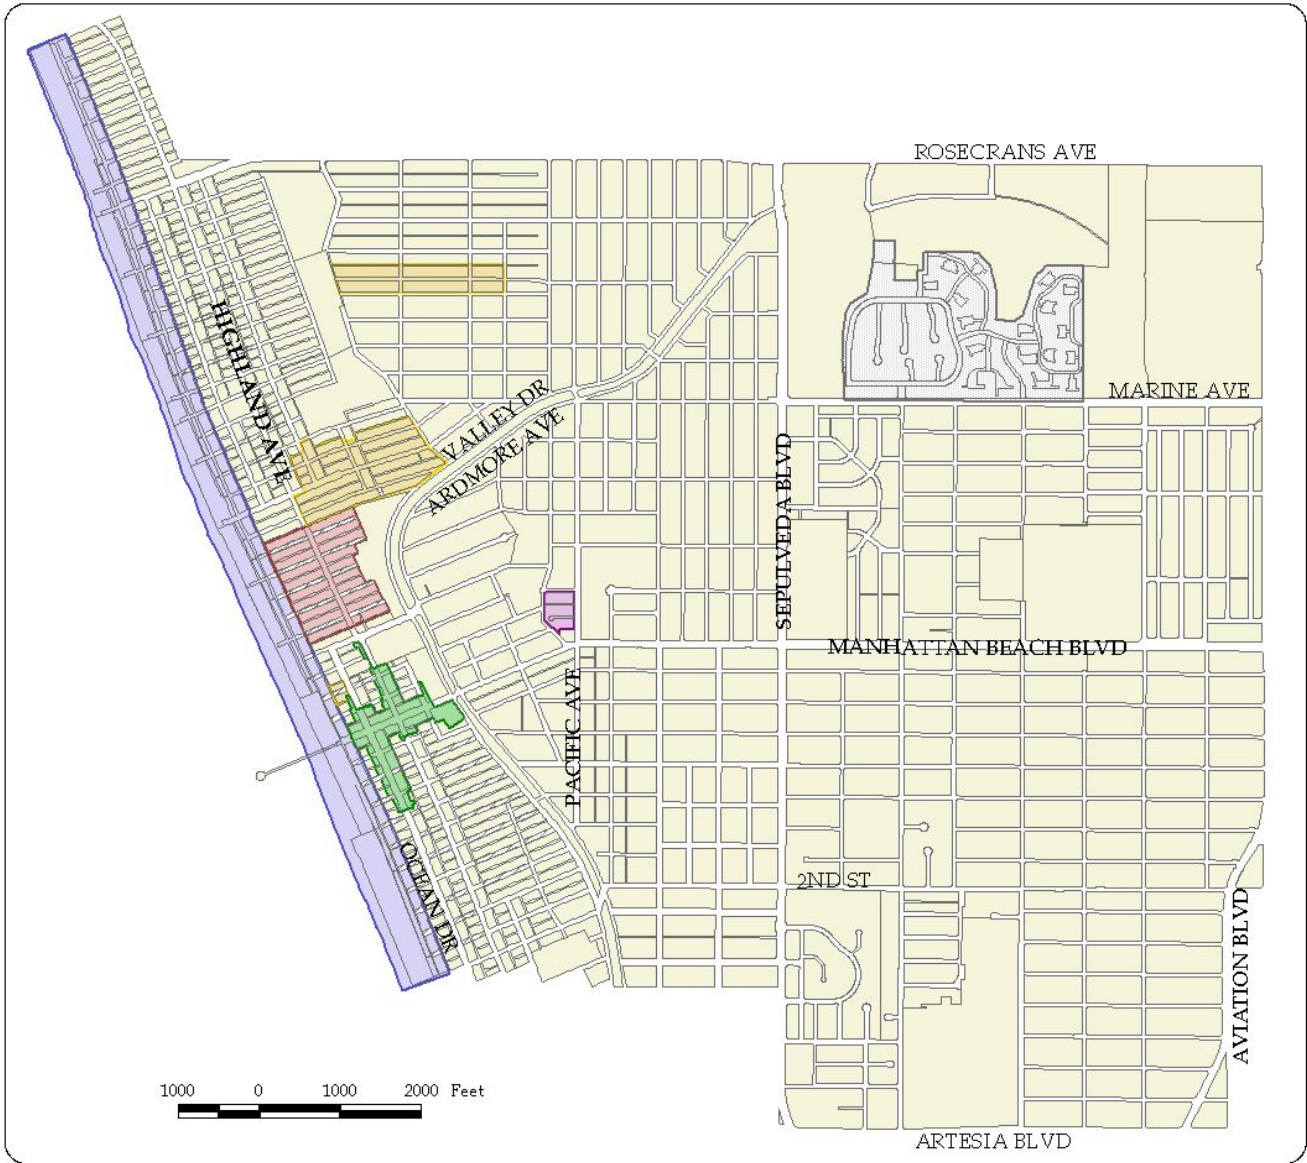 ROSECRANS AVE
HIGHLAND AVE
VALLEY DR
ARDMORE AVE
MARINE AVE
SEPULVEDA BLVD
MANHATTAN BEACH BLVD
PACIFIC AVE
OCEAN DR
2ND ST
AVIATION BLVD
1000 0 1000 2000 Feet
ARTESIA BLVD